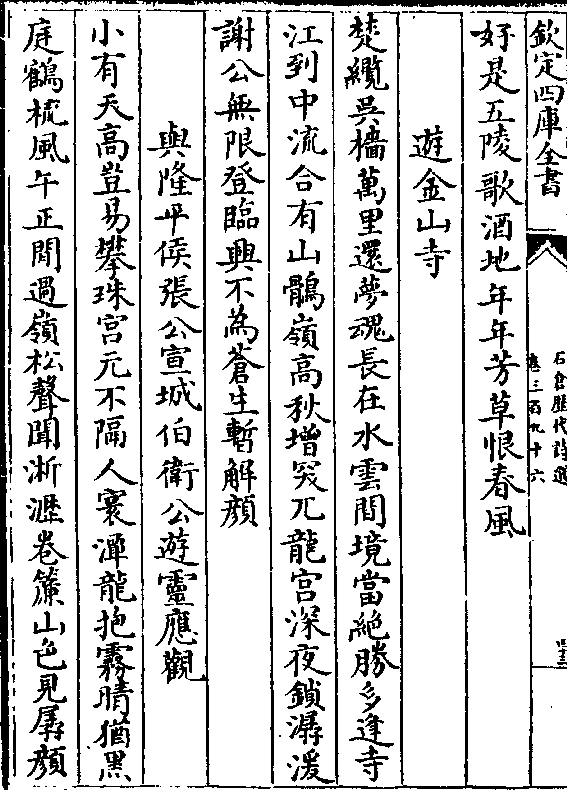 欽定四庫全書
石倉歷代詩選
卷三百九十六
好是五陵歌酒地年年芳草恨春風
遊金山寺
楚纜吳檣萬里還夢魂長在水雲間境當絶勝多逢寺
江到中流合有山鶻嶺高秋增突兀龍宫深夜鎖潺湲
謝公無限登臨興不為蒼生暫解顔
與隆平侯張公宣城伯衛公遊靈應觀
小有天高豈易攀珠宫元不隔人寰潭龍抱霧晴猶黑
庭鶴梳風午正閒過嶺松聲聞淅瀝卷簾山色見孱顔